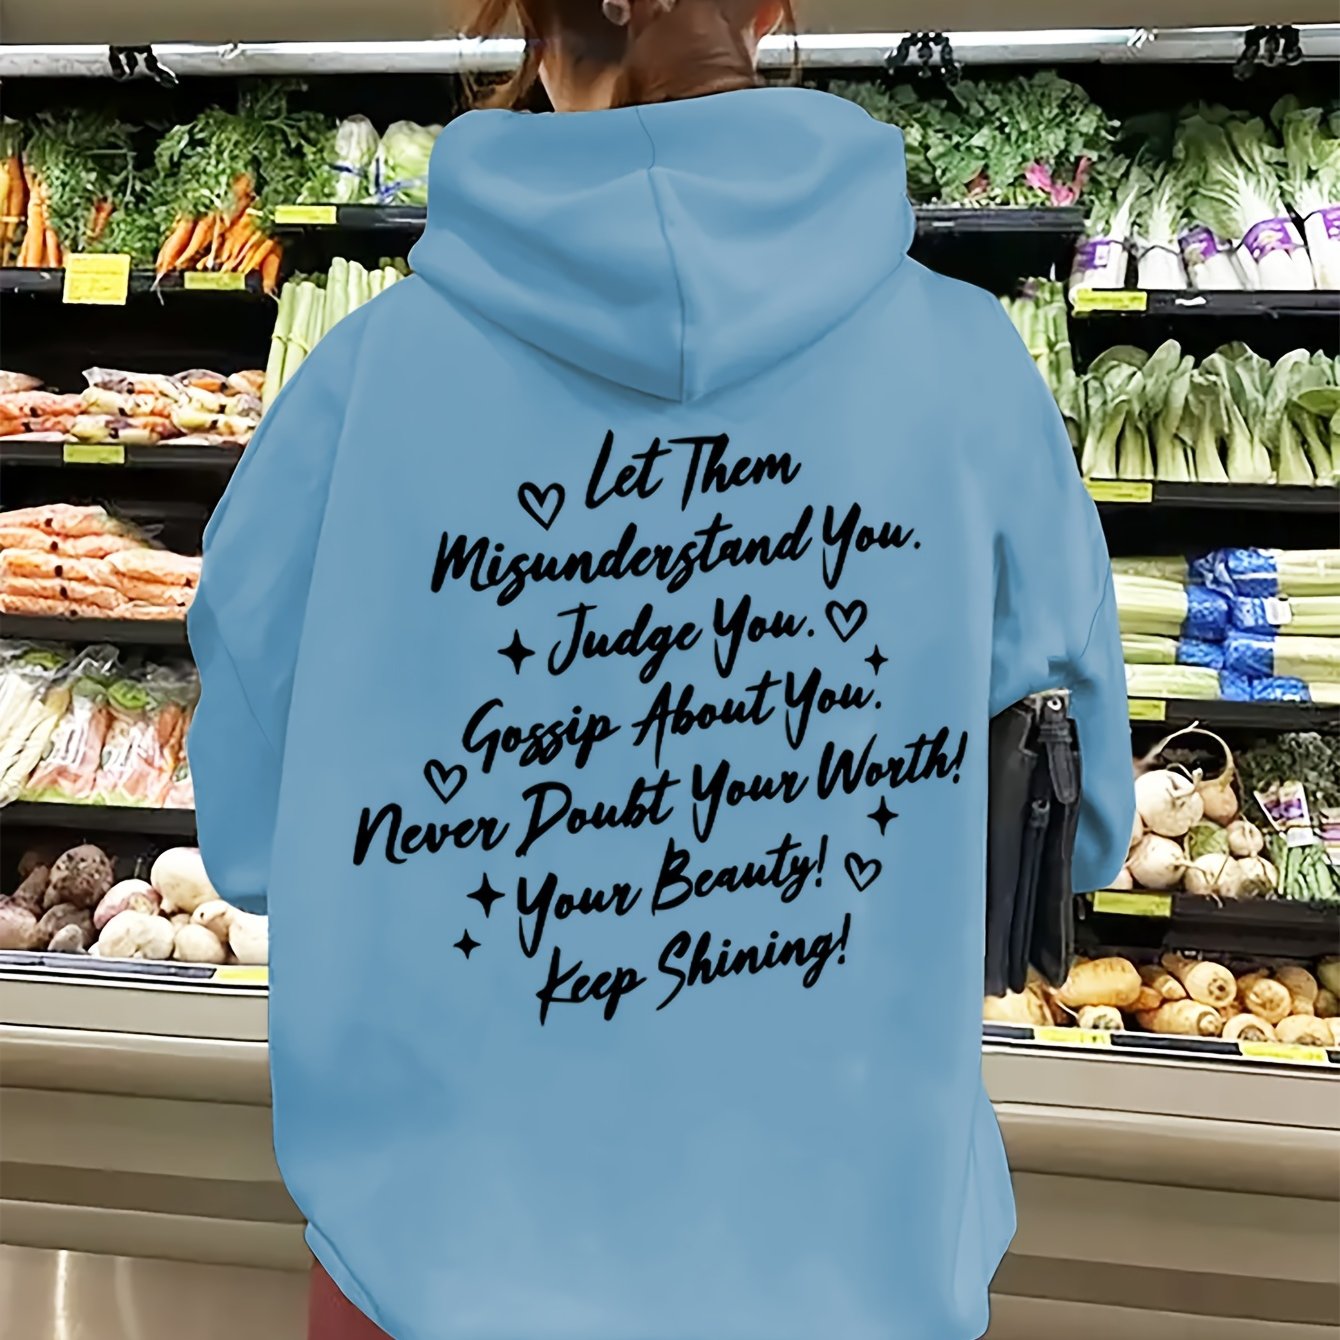 Let Them
Misunderstand You.
Judge You.
Gossip About You.
Never Doubt Your Worth!
Your Beauty!
Keep Shining!